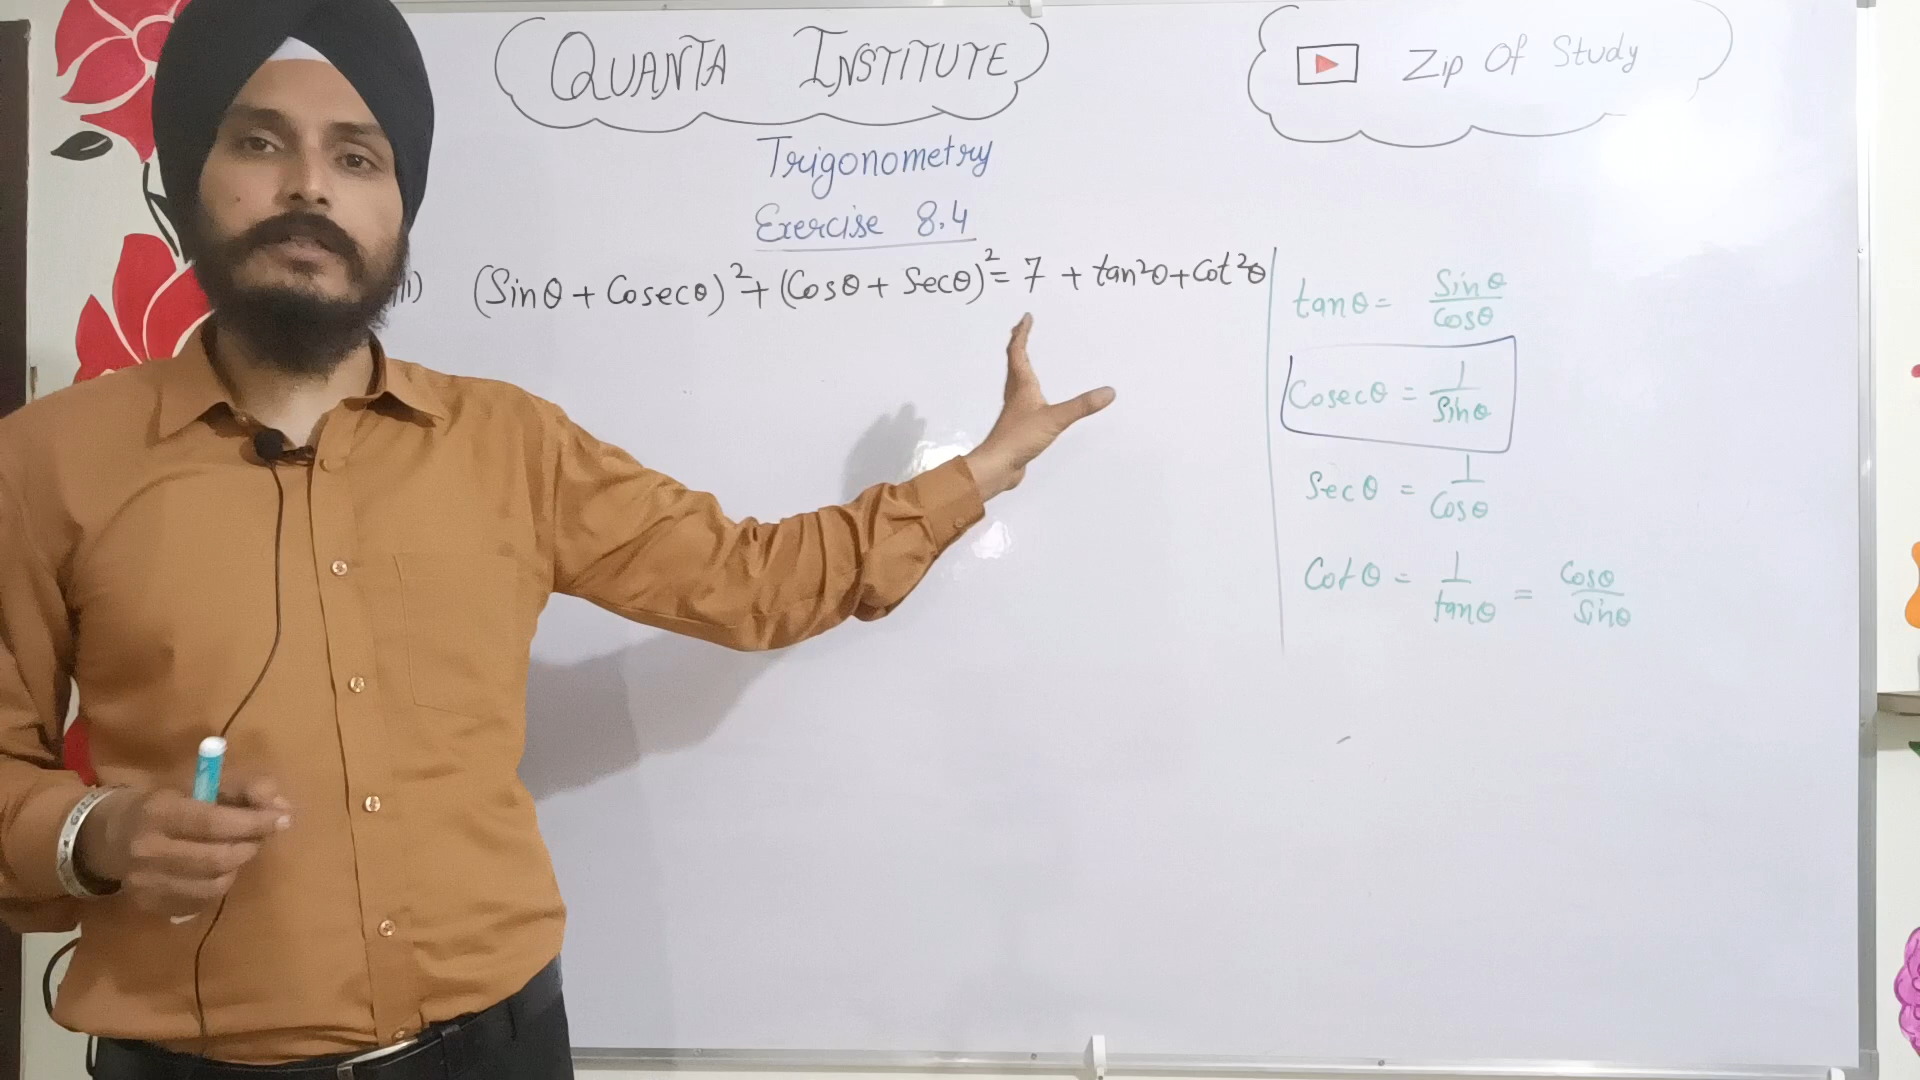 QUANTA INSTITUTE
Zip Of Study
Trigonometry
Exercise 8.4
(Sinθ + Cosecθ)² + (Cosθ + Secθ)² = 7 + tan²θ + Cot²θ
tanθ = Sinθ/Cosθ
Cosecθ = 1/Sinθ
Secθ = 1/Cosθ
Cotθ = 1/tanθ = Cosθ/Sinθ